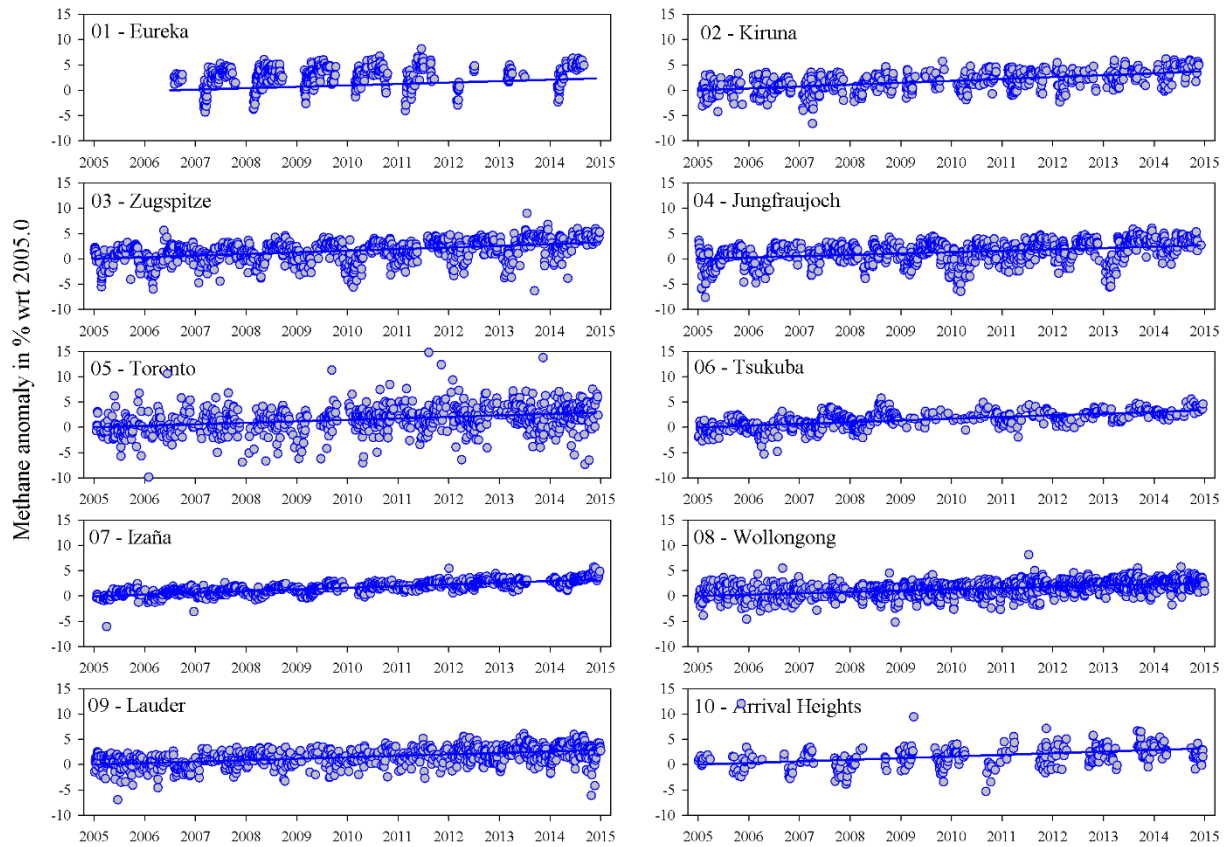 Methane anomaly in % wrt 2005.0
01 - Eureka
15
10
5
0
-5
-10
2005 2006 2007 2008 2009 2010 2011 2012 2013 2014 2015
02 - Kiruna
15
10
5
0
-5
-10
2005 2006 2007 2008 2009 2010 2011 2012 2013 2014 2015
03 - Zugspitze
15
10
5
0
-5
-10
2005 2006 2007 2008 2009 2010 2011 2012 2013 2014 2015
04 - Jungfraujoch
15
10
5
0
-5
-10
2005 2006 2007 2008 2009 2010 2011 2012 2013 2014 2015
05 - Toronto
15
10
5
0
-5
-10
2005 2006 2007 2008 2009 2010 2011 2012 2013 2014 2015
06 - Tsukuba
15
10
5
0
-5
-10
2005 2006 2007 2008 2009 2010 2011 2012 2013 2014 2015
07 - Izaña
15
10
5
0
-5
-10
2005 2006 2007 2008 2009 2010 2011 2012 2013 2014 2015
08 - Wollongong
15
10
5
0
-5
-10
2005 2006 2007 2008 2009 2010 2011 2012 2013 2014 2015
09 - Lauder
15
10
5
0
-5
-10
2005 2006 2007 2008 2009 2010 2011 2012 2013 2014 2015
10 - Arrival Heights
15
10
5
0
-5
-10
2005 2006 2007 2008 2009 2010 2011 2012 2013 2014 2015